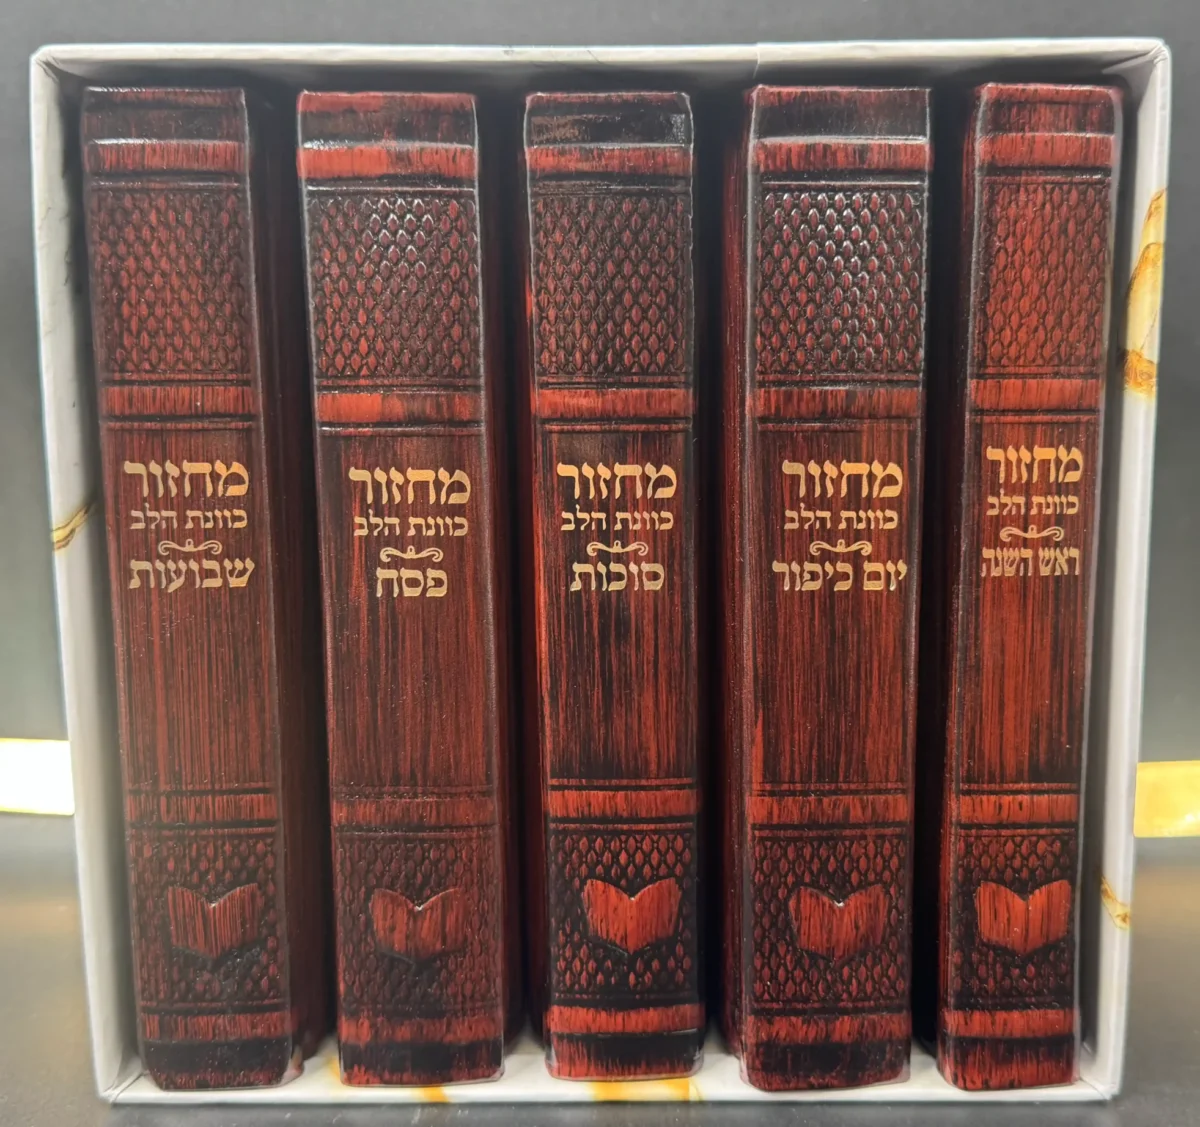 מחזור
כוונת הלב
ראש השנה
מחזור
כוונת הלב
יום כיפור
מחזור
כוונת הלב
סוכות
מחזור
כוונת הלב
פסח
מחזור
כוונת הלב
שבועות